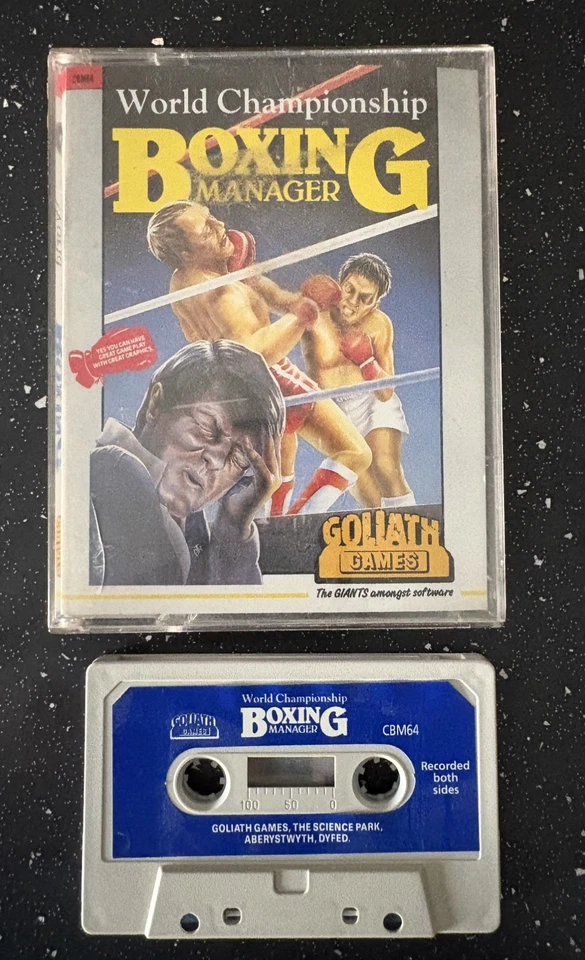 CBM64
World Championship
BOXING
MANAGER
YES YOU CAN HAVE
GREAT GAME PLAY
WITH GREAT GRAPHICS.
GOLIATH
GAMES
The GIANTS amongst software
World Championship
BOXING
MANAGER
GOLIATH
GAMES
CBM64
Recorded
both
sides
100 50 0
GOLIATH GAMES, THE SCIENCE PARK,
ABERYSTWYTH, DYFED.